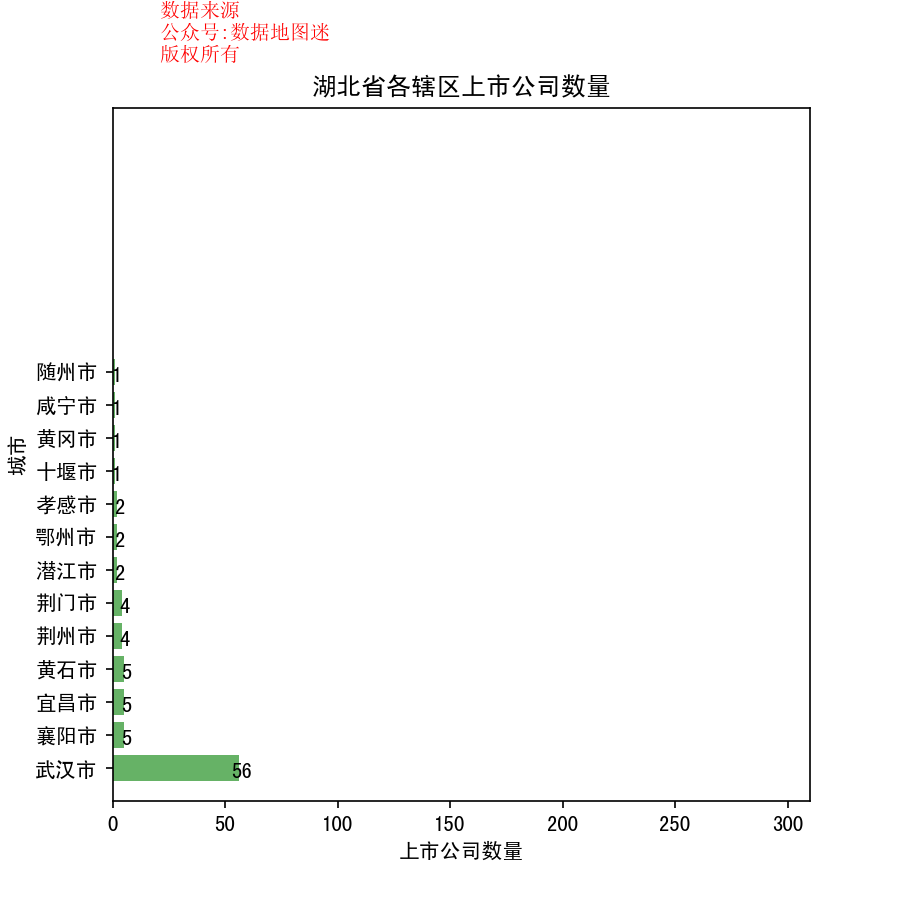 数据来源
公众号:数据地图迷
版权所有
湖北省各辖区上市公司数量
随州市 1
咸宁市 1
黄冈市 1
十堰市 1
孝感市 2
鄂州市 2
潜江市 2
荆门市 4
荆州市 4
黄石市 5
宜昌市 5
襄阳市 5
武汉市 56
城市
0 50 100 150 200 250 300
上市公司数量